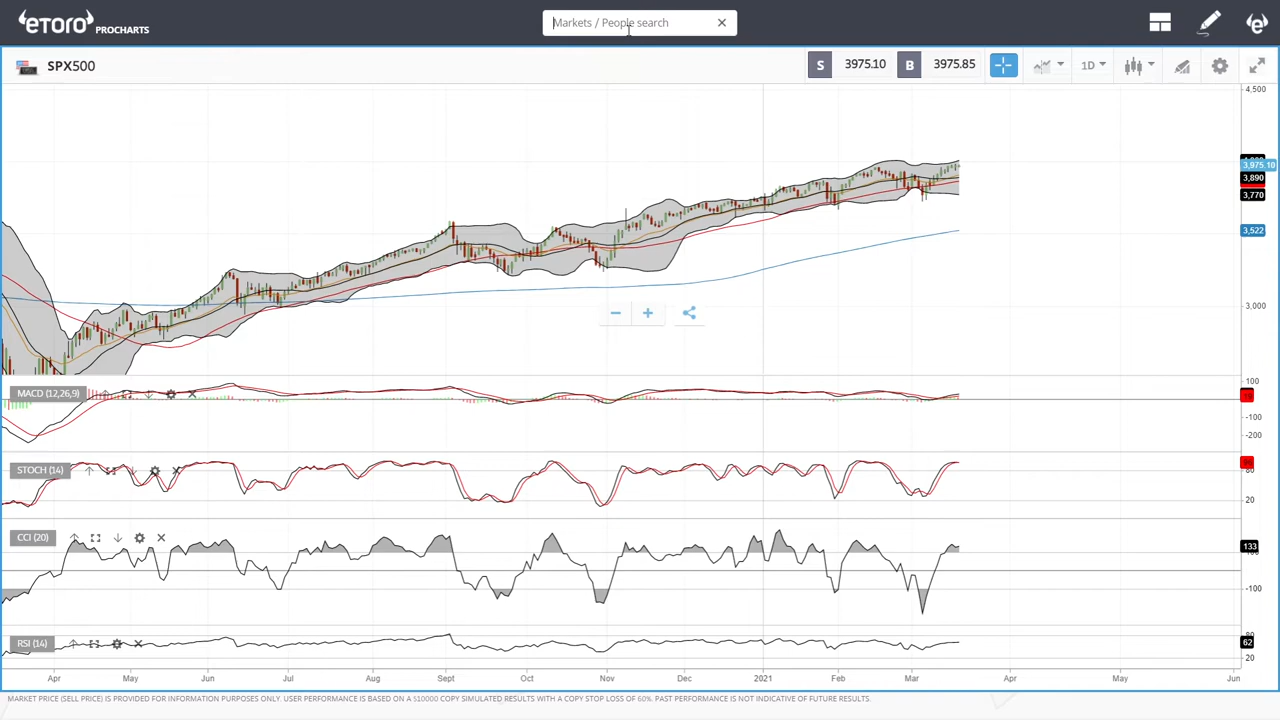 eToro PROCHARTS
Markets / People search
SPX500
S 3975.10 B 3975.85
1D
4,500
3,975.10
3,890
3,770
3,522
3,000
MACD (12,26,9)
100
-100
-200
STOCH (14)
80
20
CCI (20)
133
-100
RSI (14)
62
20
Apr May Jun Jul Aug Sept Oct Nov Dec 2021 Feb Mar Apr May Jun
MARKET PRICE (SELL PRICE) IS PROVIDED FOR INFORMATION PURPOSES ONLY. USER PERFORMANCE IS BASED ON A $10000 COPY SIMULATED RESULTS WITH A COPY STOP LOSS OF 60%. PAST PERFORMANCE IS NOT INDICATIVE OF FUTURE RESULTS.